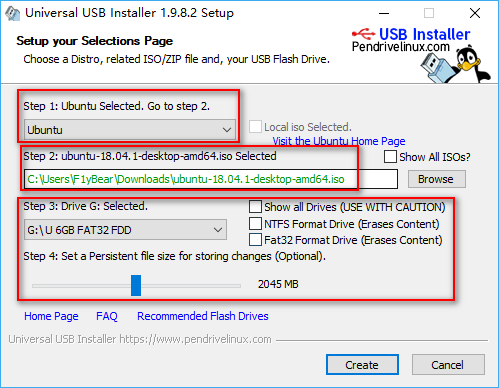 Universal USB Installer 1.9.8.2 Setup
Setup your Selections Page
Choose a Distro, related ISO/ZIP file and, your USB Flash Drive.
USB Installer
Pendrivelinux.com
Step 1: Ubuntu Selected. Go to step 2.
Ubuntu
Local iso Selected.
Visit the Ubuntu Home Page
Step 2: ubuntu-18.04.1-desktop-amd64.iso Selected
Show All ISOs?
C:\Users\F1yBear\Downloads\ubuntu-18.04.1-desktop-amd64.iso
Browse
Step 3: Drive G: Selected.
Show all Drives (USE WITH CAUTION)
G:\ U 6GB FAT32 FDD
NTFS Format Drive (Erases Content)
Fat32 Format Drive (Erases Content)
Step 4: Set a Persistent file size for storing changes (Optional).
2045 MB
Home Page FAQ Recommended Flash Drives
Universal USB Installer https://www.pendrivelinux.com
Create Cancel